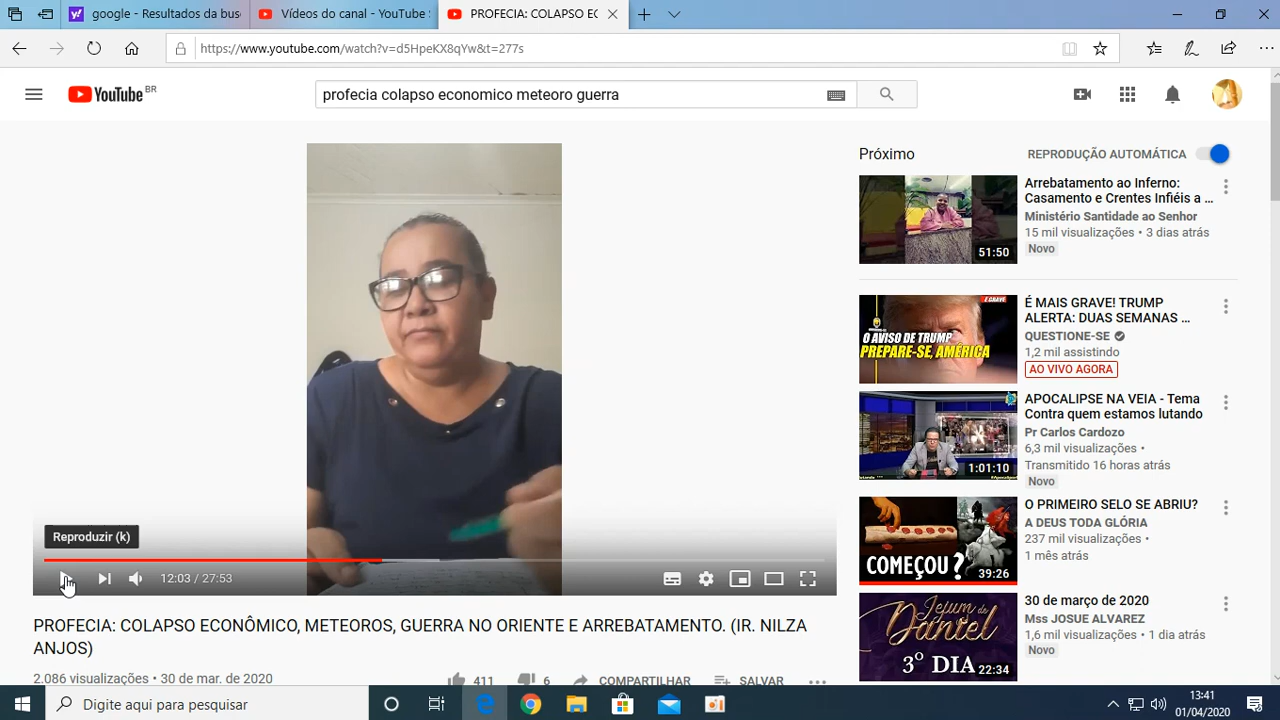 google - Resultados da bus
Vídeos do canal - YouTube
PROFECIA: COLAPSO EC
https://www.youtube.com/watch?v=d5HpeKX8qYw&t=277s
YouTube BR
profecia colapso economico meteoro guerra
Próximo
REPRODUÇÃO AUTOMÁTICA
Arrebatamento ao Inferno:
Casamento e Crentes Infiéis a ...
Ministério Santidade ao Senhor
15 mil visualizações • 3 dias atrás
Novo
51:50
É GRAVE
O AVISO DE TRUMP
PREPARE-SE, AMÉRICA
É MAIS GRAVE! TRUMP
ALERTA: DUAS SEMANAS ...
QUESTIONE-SE
1,2 mil assistindo
AO VIVO AGORA
APOCALIPSE NA VEIA - Tema
Contra quem estamos lutando
Pr Carlos Cardozo
6,3 mil visualizações •
Transmitido 16 horas atrás
Novo
1:01:10
O PRIMEIRO SELO SE ABRIU?
A DEUS TODA GLÓRIA
237 mil visualizações •
1 mês atrás
COMEÇOU?
39:26
30 de março de 2020
Mss JOSUE ALVAREZ
1,6 mil visualizações • 1 dia atrás
Novo
Jejum de
Daniel
3º DIA
22:34
Reproduzir (k)
12:03 / 27:53
PROFECIA: COLAPSO ECONÔMICO, METEOROS, GUERRA NO ORIENTE E ARREBATAMENTO. (IR. NILZA
ANJOS)
2.086 visualizações • 30 de mar. de 2020
411
6
COMPARTILHAR
SALVAR
Digite aqui para pesquisar
13:41
01/04/2020